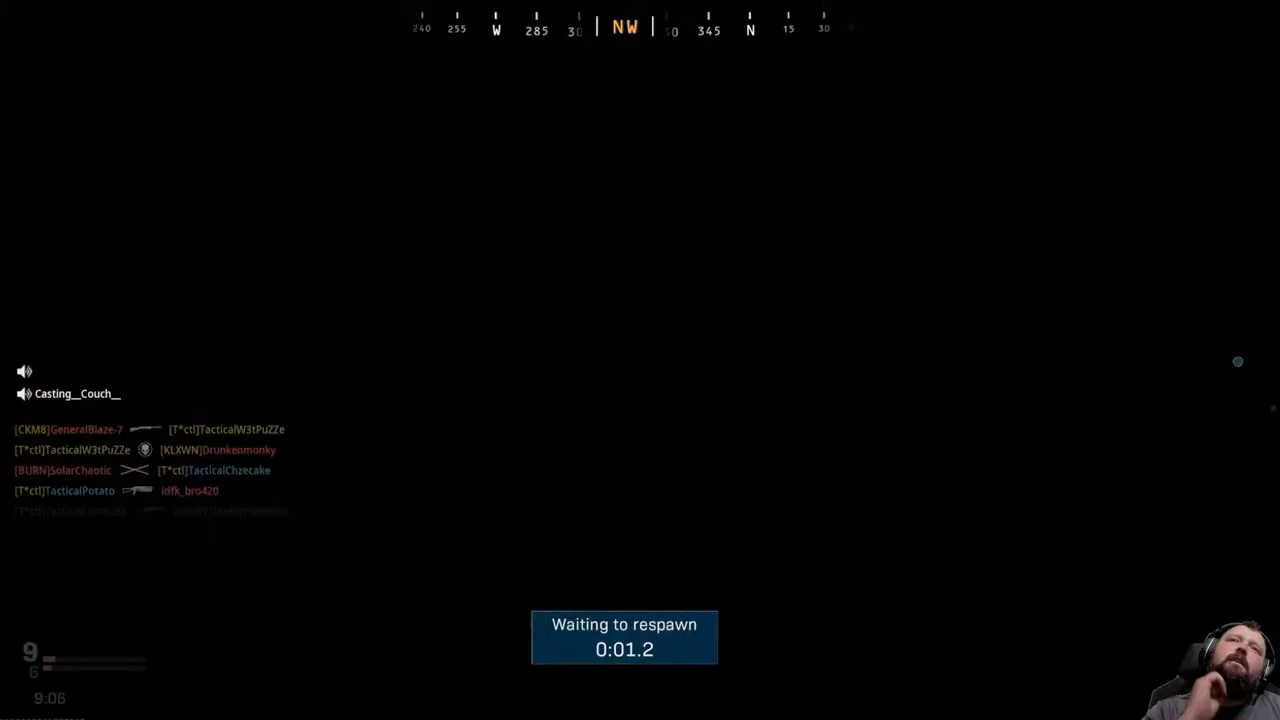 240 255 W 285 30 NW 30 345 N 15 30
Casting__Couch__
[CKM8]GeneralBlaze-7 [T*ctl]TacticalW3tPuZZe
[T*ctl]TacticalW3tPuZZe [KLXWN]Drunkenmonky
[BURN]SolarChaotic [T*ctl]TacticalChzecake
[T*ctl]TacticalPotato idfk_bro420
Waiting to respawn
0:01.2
9
6
9:06